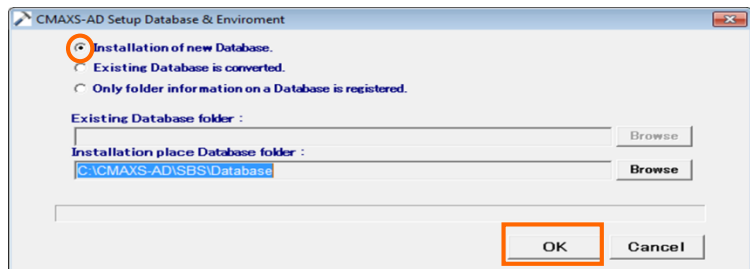 CMAXS-AD Setup Database & Enviroment
Installation of new Database.
Existing Database is converted.
Only folder information on a Database is registered.
Existing Database folder :
Browse
Installation place Database folder :
C:\CMAXS-AD\SBS\Database
Browse
OK
Cancel